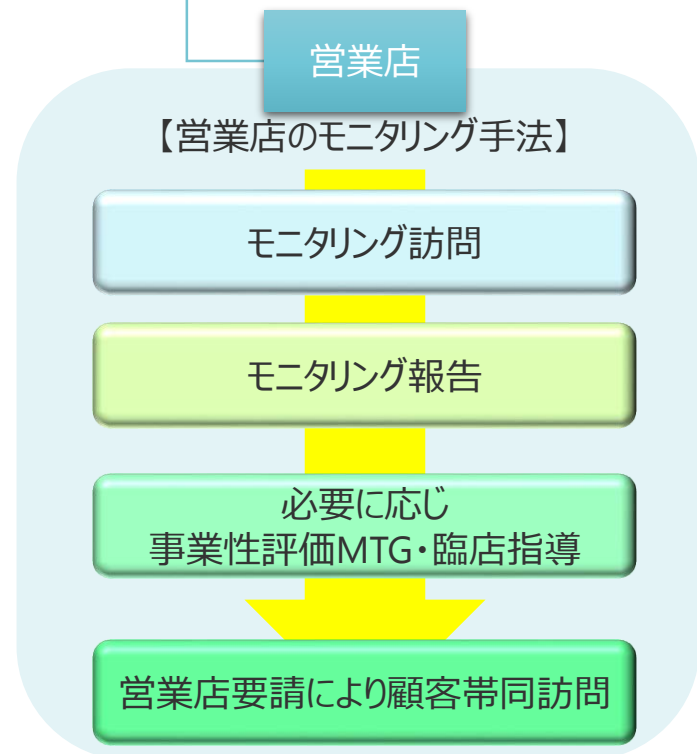 営業店
【営業店のモニタリング手法】
モニタリング訪問
モニタリング報告
必要に応じ
事業性評価MTG・臨店指導
営業店要請により顧客帯同訪問